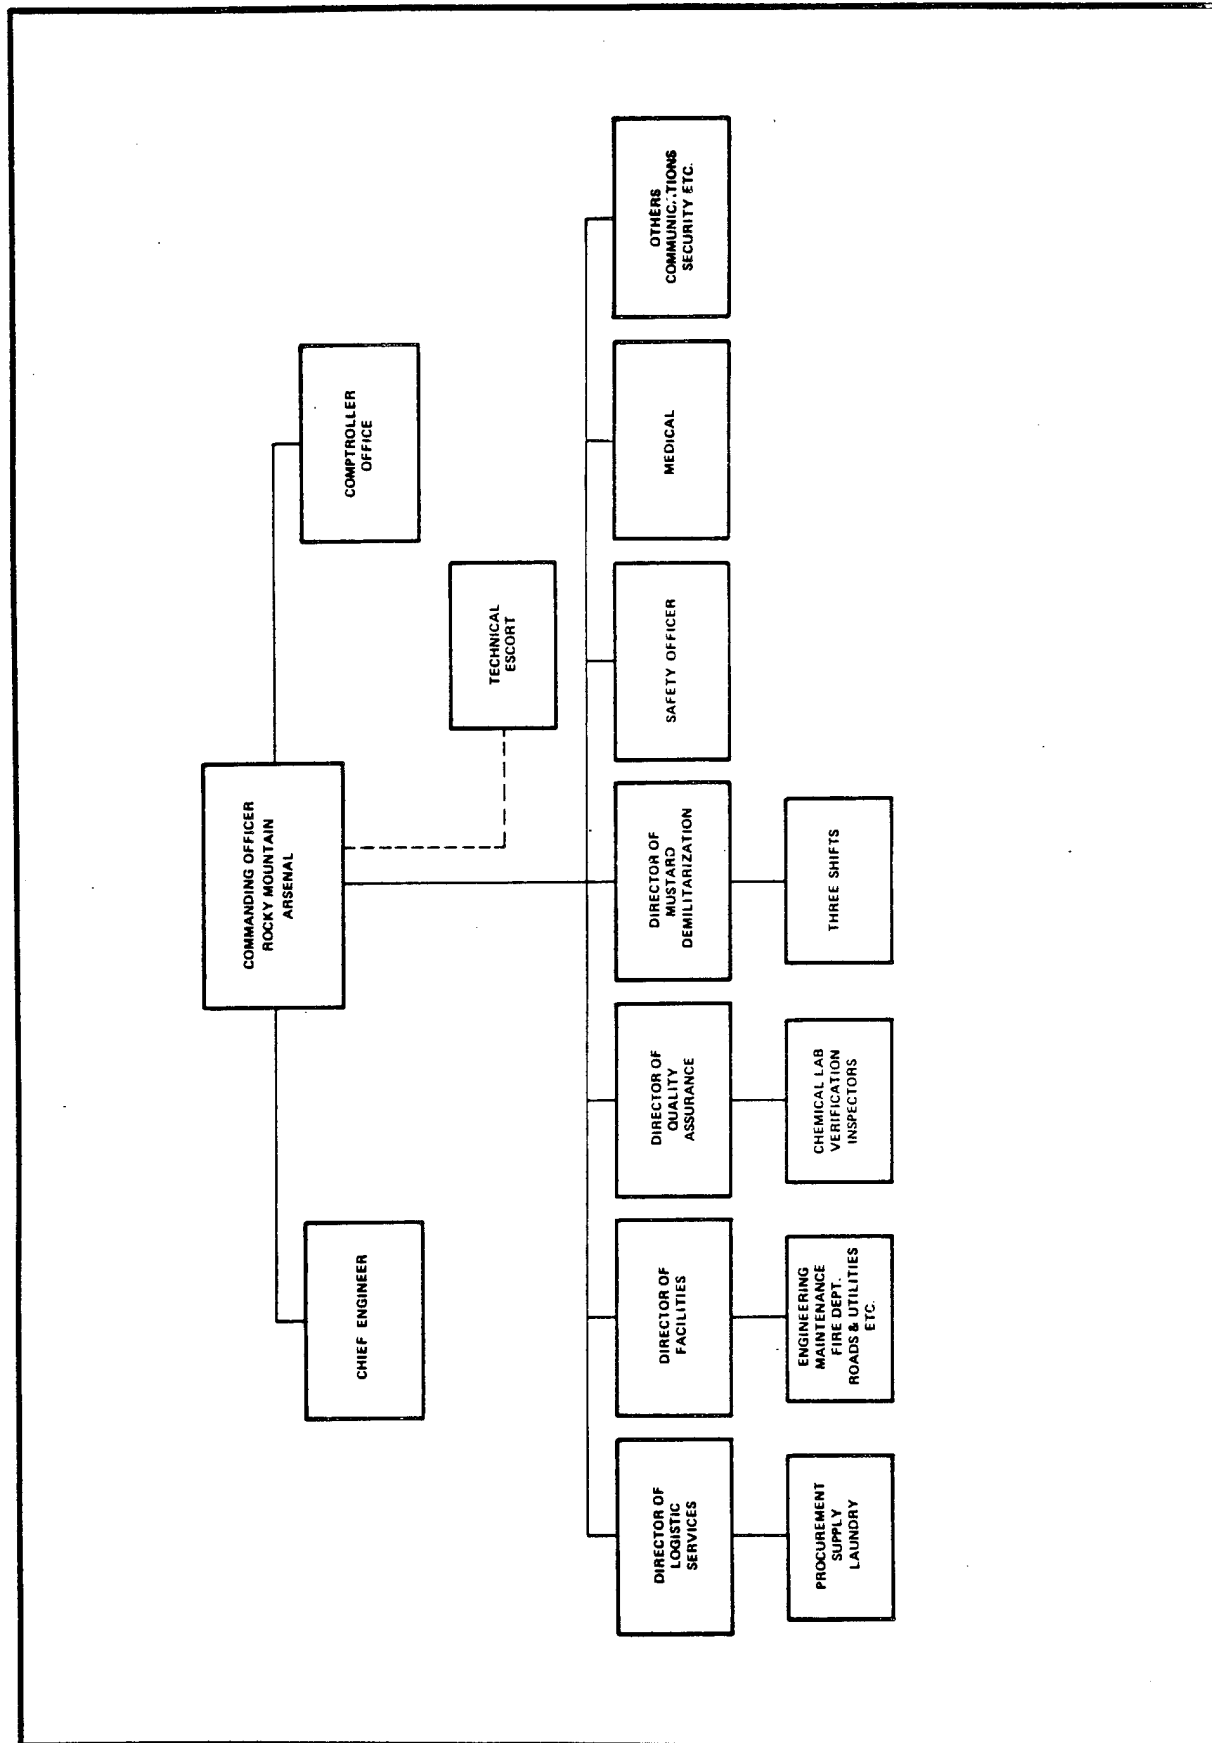 COMMANDING OFFICER
ROCKY MOUNTAIN
ARSENAL
CHIEF ENGINEER
COMPTROLLER
OFFICE
TECHNICAL
ESCORT
DIRECTOR OF
LOGISTIC
SERVICES
DIRECTOR OF
FACILITIES
DIRECTOR OF
QUALITY
ASSURANCE
DIRECTOR OF
MUSTARD
DEMILITARIZATION
SAFETY OFFICER
MEDICAL
OTHERS
COMMUNICATIONS
SECURITY ETC.
PROCUREMENT
SUPPLY
LAUNDRY
ENGINEERING
MAINTENANCE
FIRE DEPT.
ROADS & UTILITIES
ETC.
CHEMICAL LAB
VERIFICATION
INSPECTORS
THREE SHIFTS